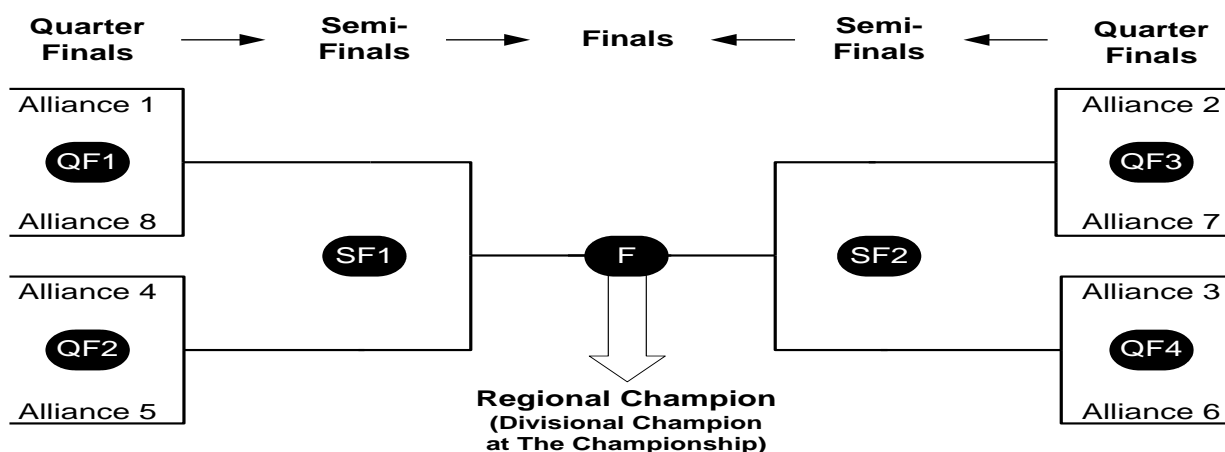 Quarter
Finals
Semi-
Finals
Finals
Semi-
Finals
Quarter
Finals
Alliance 1
QF1
Alliance 8
Alliance 4
QF2
Alliance 5
SF1
F
SF2
Alliance 2
QF3
Alliance 7
Alliance 3
QF4
Alliance 6
Regional Champion
(Divisional Champion
at The Championship)